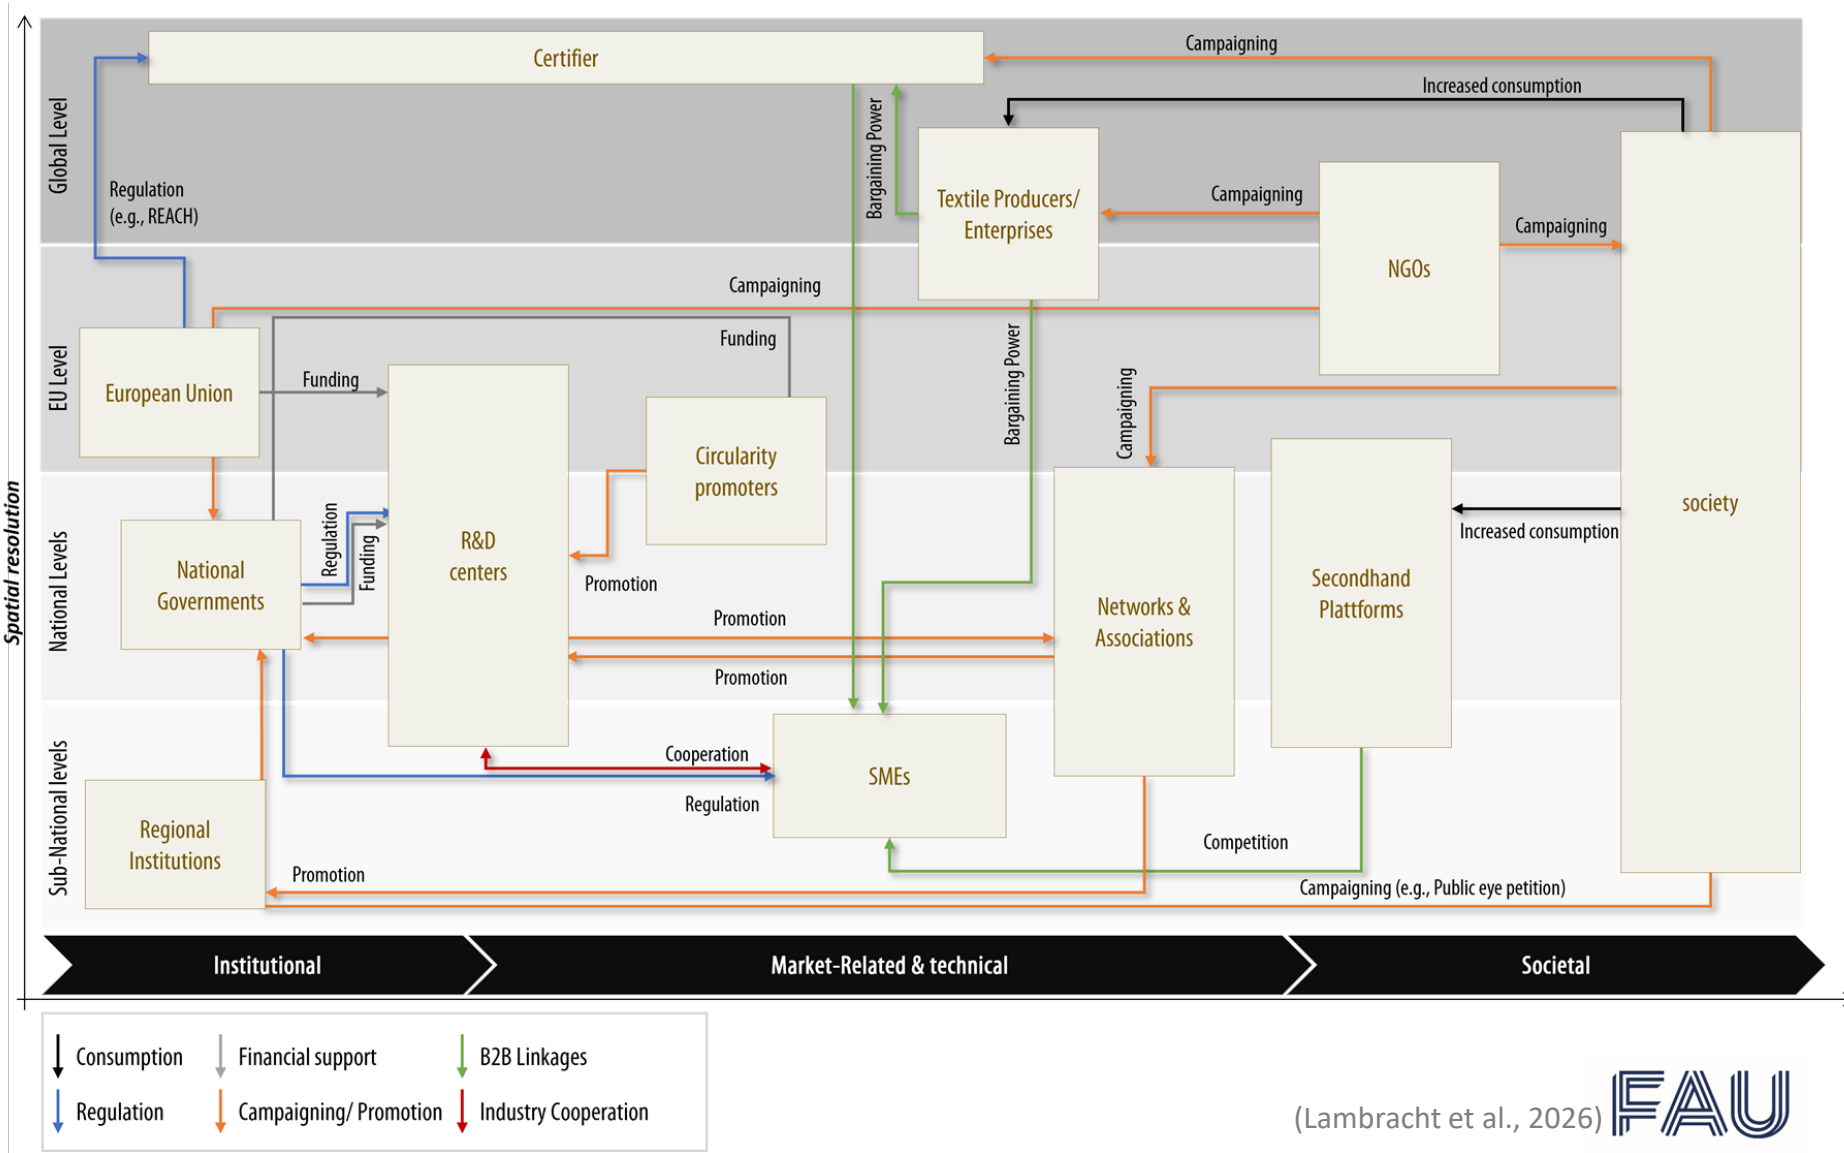 Certifier
Campaigning
Increased consumption
Global Level
Bargaining Power
Regulation
(e.g., REACH)
Textile Producers/
Enterprises
Campaigning
Campaigning
NGOs
Campaigning
Funding
EU Level
European Union
Funding
Bargaining Power
Campaigning
Circularity
promoters
Spatial resolution
National Levels
National
Governments
Regulation
Funding
R&D
centers
Promotion
society
Increased consumption
Secondhand
Plattforms
Networks &
Associations
Promotion
Promotion
Sub-National levels
Cooperation
SMEs
Regulation
Regional
Institutions
Competition
Promotion
Campaigning (e.g., Public eye petition)
Institutional
Market-Related & technical
Societal
Consumption
Financial support
B2B Linkages
Regulation
Campaigning/ Promotion
Industry Cooperation
(Lambracht et al., 2026)
FAU